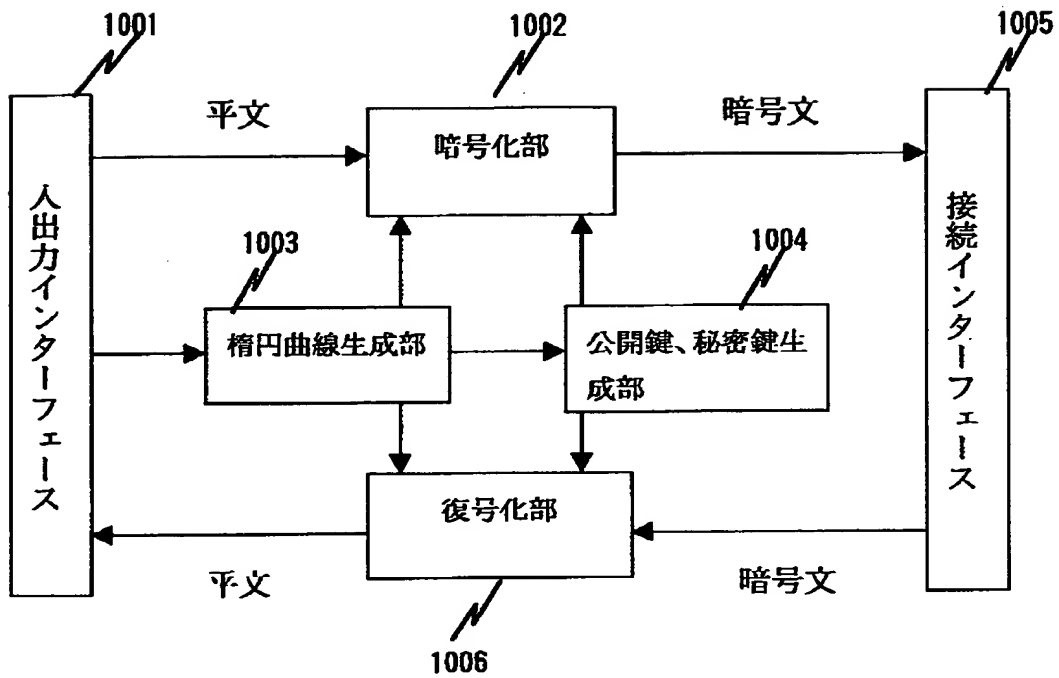 1001
1002
1005
平文
暗号文
暗号化部
入出力インターフェース
接続インターフェース
1003
1004
楕円曲線生成部
公開鍵、秘密鍵生
成部
復号化部
平文
暗号文
1006